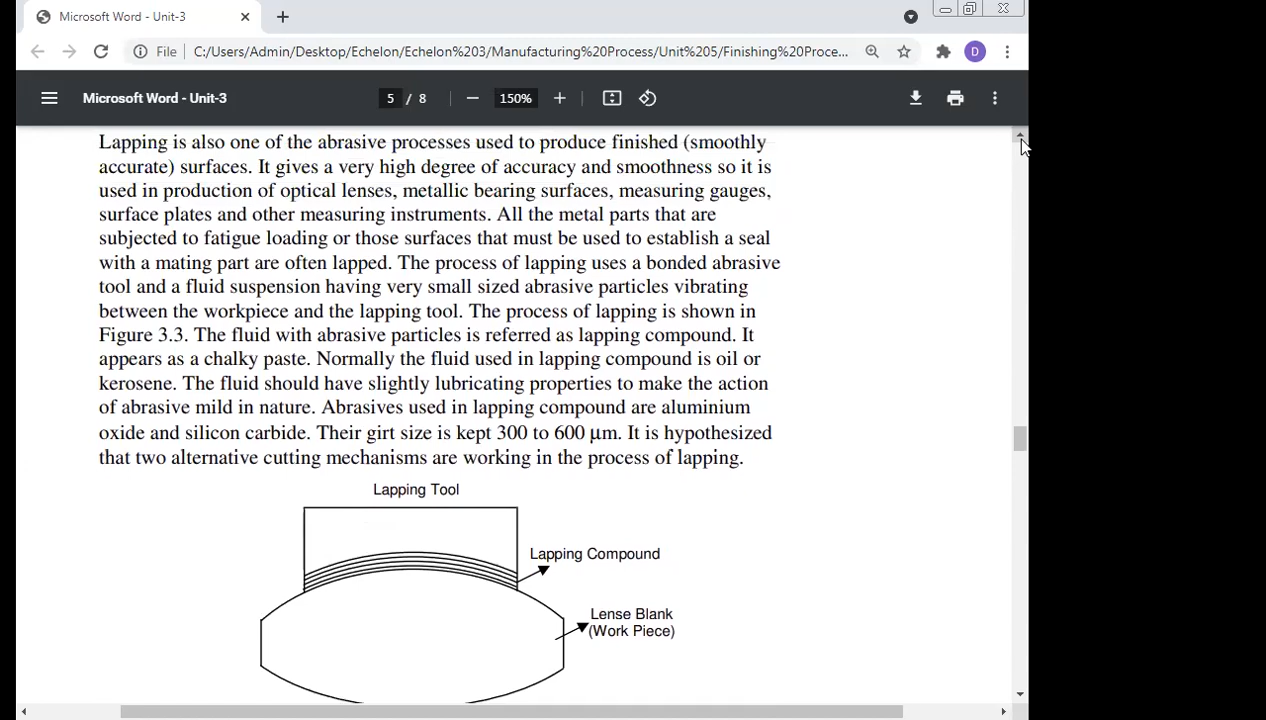 Microsoft Word - Unit-3
File
C:/Users/Admin/Desktop/Echelon/Echelon%203/Manufacturing%20Process/Unit%205/Finishing%20Proce...
D
Microsoft Word - Unit-3
5 / 8
150%
Lapping is also one of the abrasive processes used to produce finished (smoothly
accurate) surfaces. It gives a very high degree of accuracy and smoothness so it is
used in production of optical lenses, metallic bearing surfaces, measuring gauges,
surface plates and other measuring instruments. All the metal parts that are
subjected to fatigue loading or those surfaces that must be used to establish a seal
with a mating part are often lapped. The process of lapping uses a bonded abrasive
tool and a fluid suspension having very small sized abrasive particles vibrating
between the workpiece and the lapping tool. The process of lapping is shown in
Figure 3.3. The fluid with abrasive particles is referred as lapping compound. It
appears as a chalky paste. Normally the fluid used in lapping compound is oil or
kerosene. The fluid should have slightly lubricating properties to make the action
of abrasive mild in nature. Abrasives used in lapping compound are aluminium
oxide and silicon carbide. Their girt size is kept 300 to 600 μm. It is hypothesized
that two alternative cutting mechanisms are working in the process of lapping.
Lapping Tool
Lapping Compound
Lense Blank
(Work Piece)